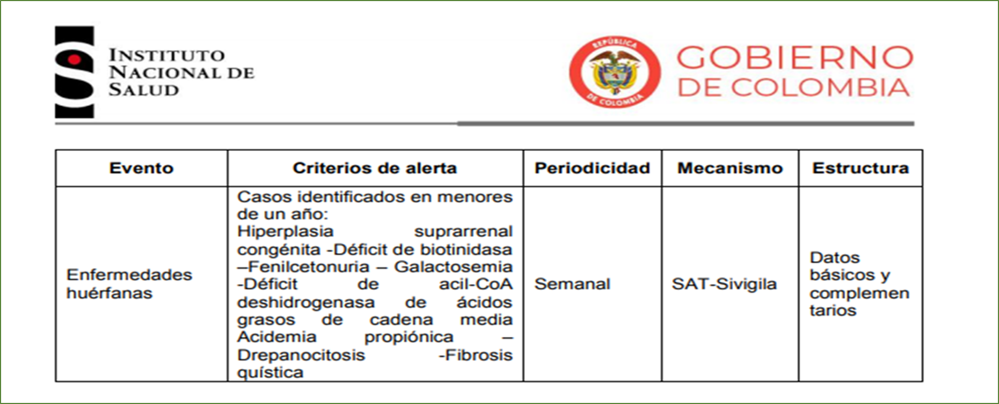 INSTITUTO
NACIONAL DE
SALUD
REPÚBLICA
DE COLOMBIA
GOBIERNO
DE COLOMBIA
Evento
Criterios de alerta
Periodicidad
Mecanismo
Estructura
Enfermedades
huérfanas
Casos identificados en menores
de un año:
Hiperplasia suprarrenal
congénita -Déficit de biotinidasa
–Fenilcetonuria – Galactosemia
-Déficit de acil-CoA
deshidrogenasa de ácidos
grasos de cadena media
Acidemia propiónica –
Drepanocitosis -Fibrosis
quística
Semanal
SAT-Sivigila
Datos
básicos y
complemen
tarios